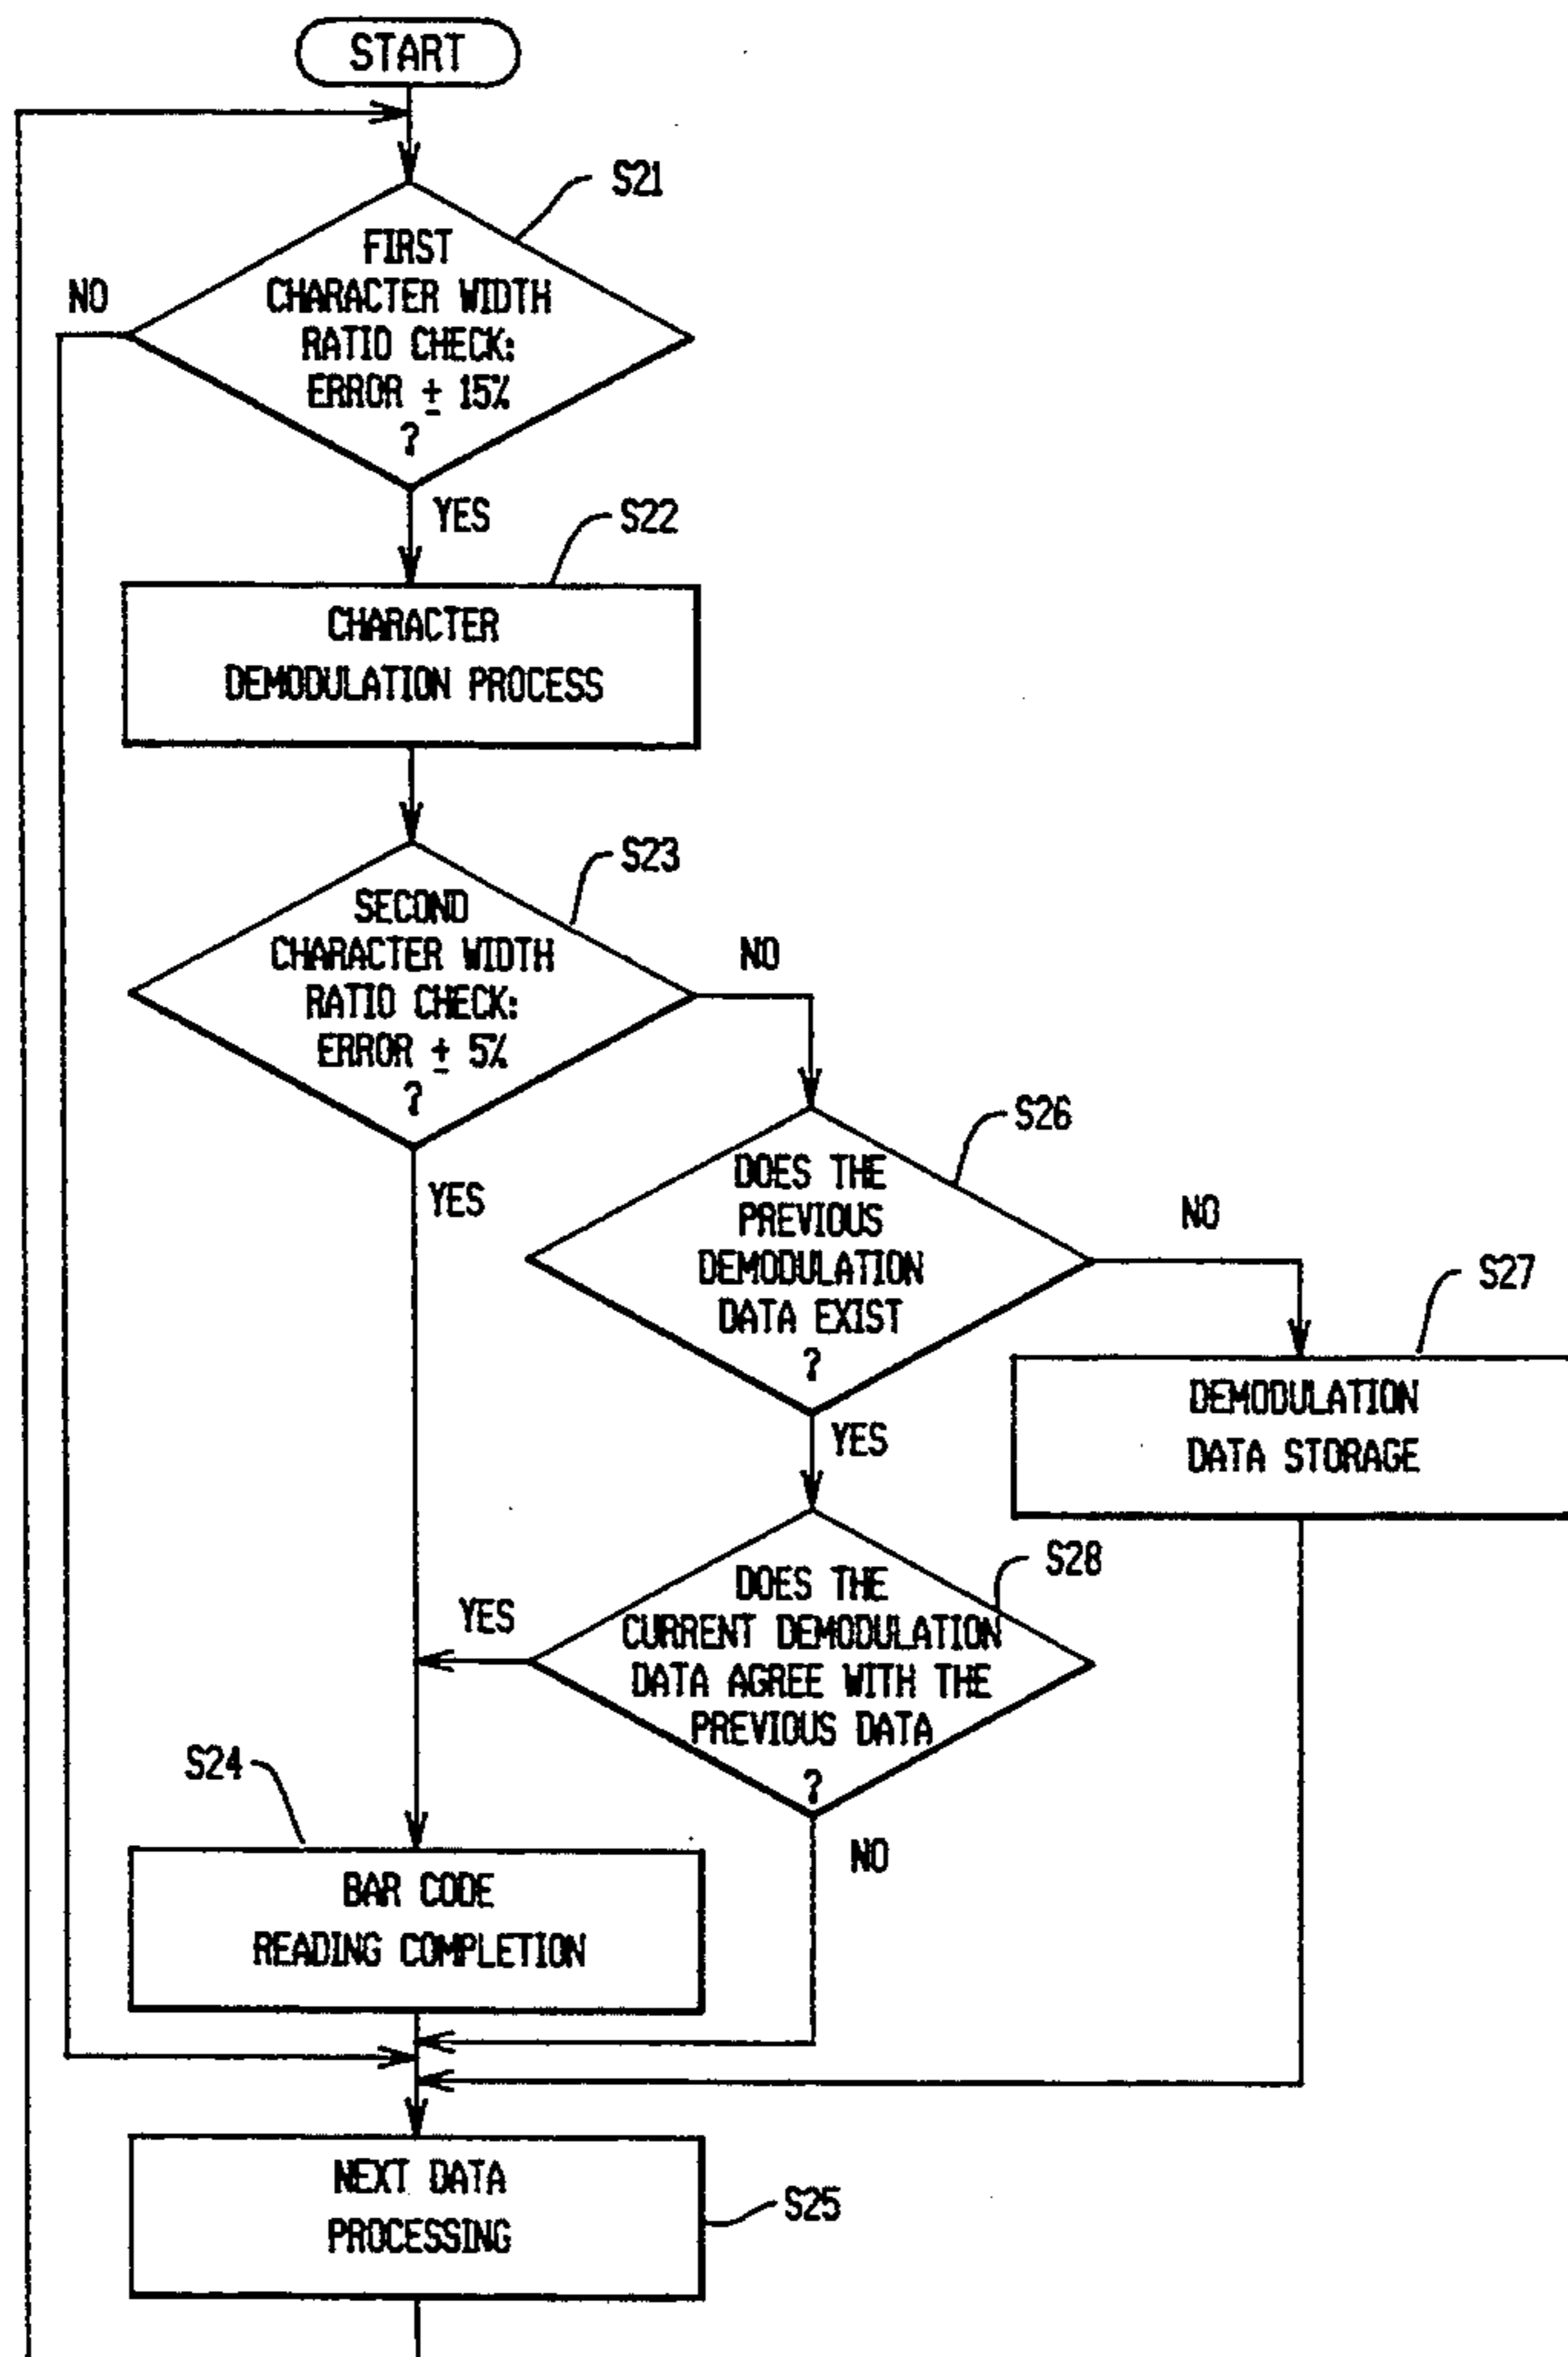 START
S21
FIRST
CHARACTER WIDTH
RATIO CHECK:
ERROR ± 15%
?
NO
YES
S22
CHARACTER
DEMODULATION PROCESS
S23
SECOND
CHARACTER WIDTH
RATIO CHECK:
ERROR ± 5%
?
NO
YES
S26
DOES THE
PREVIOUS
DEMODULATION
DATA EXIST
?
NO
YES
S27
DEMODULATION
DATA STORAGE
S28
DOES THE
CURRENT DEMODULATION
DATA AGREE WITH THE
PREVIOUS DATA
?
YES
NO
S24
BAR CODE
READING COMPLETION
NEXT DATA
PROCESSING
S25